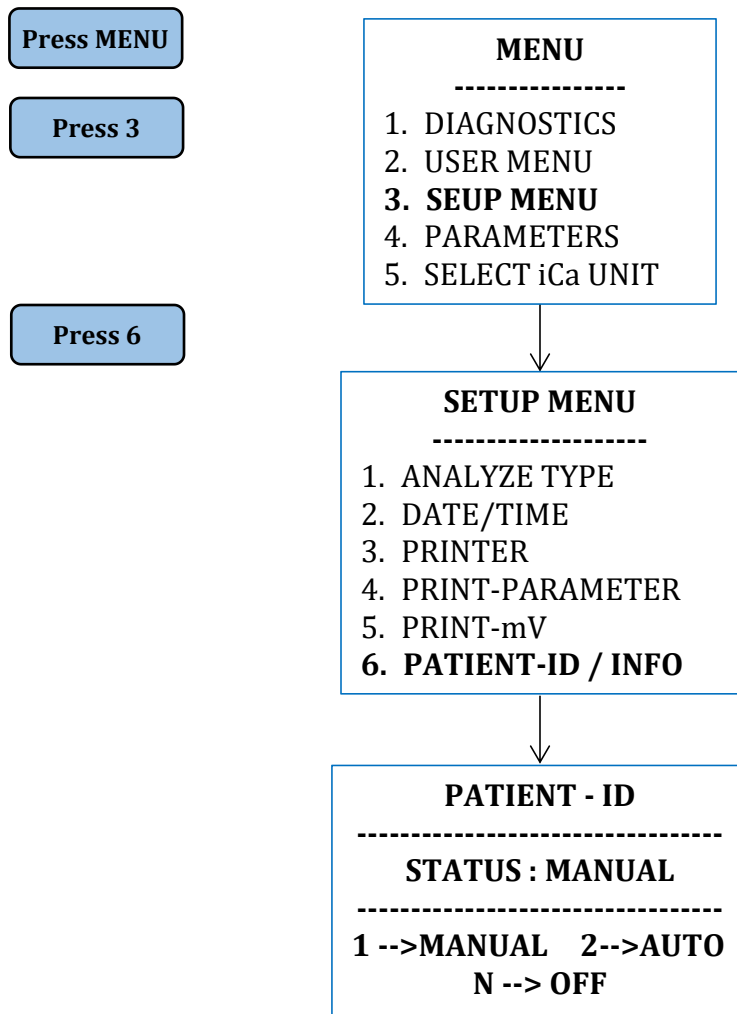 Press MENU
MENU
----------------
Press 3
1. DIAGNOSTICS
2. USER MENU
3. SEUP MENU
4. PARAMETERS
5. SELECT iCa UNIT
Press 6
SETUP MENU
--------------------
1. ANALYZE TYPE
2. DATE/TIME
3. PRINTER
4. PRINT-PARAMETER
5. PRINT-mV
6. PATIENT-ID / INFO
PATIENT - ID
----------------------------------
STATUS : MANUAL
----------------------------------
1 -->MANUAL 2-->AUTO
N --> OFF